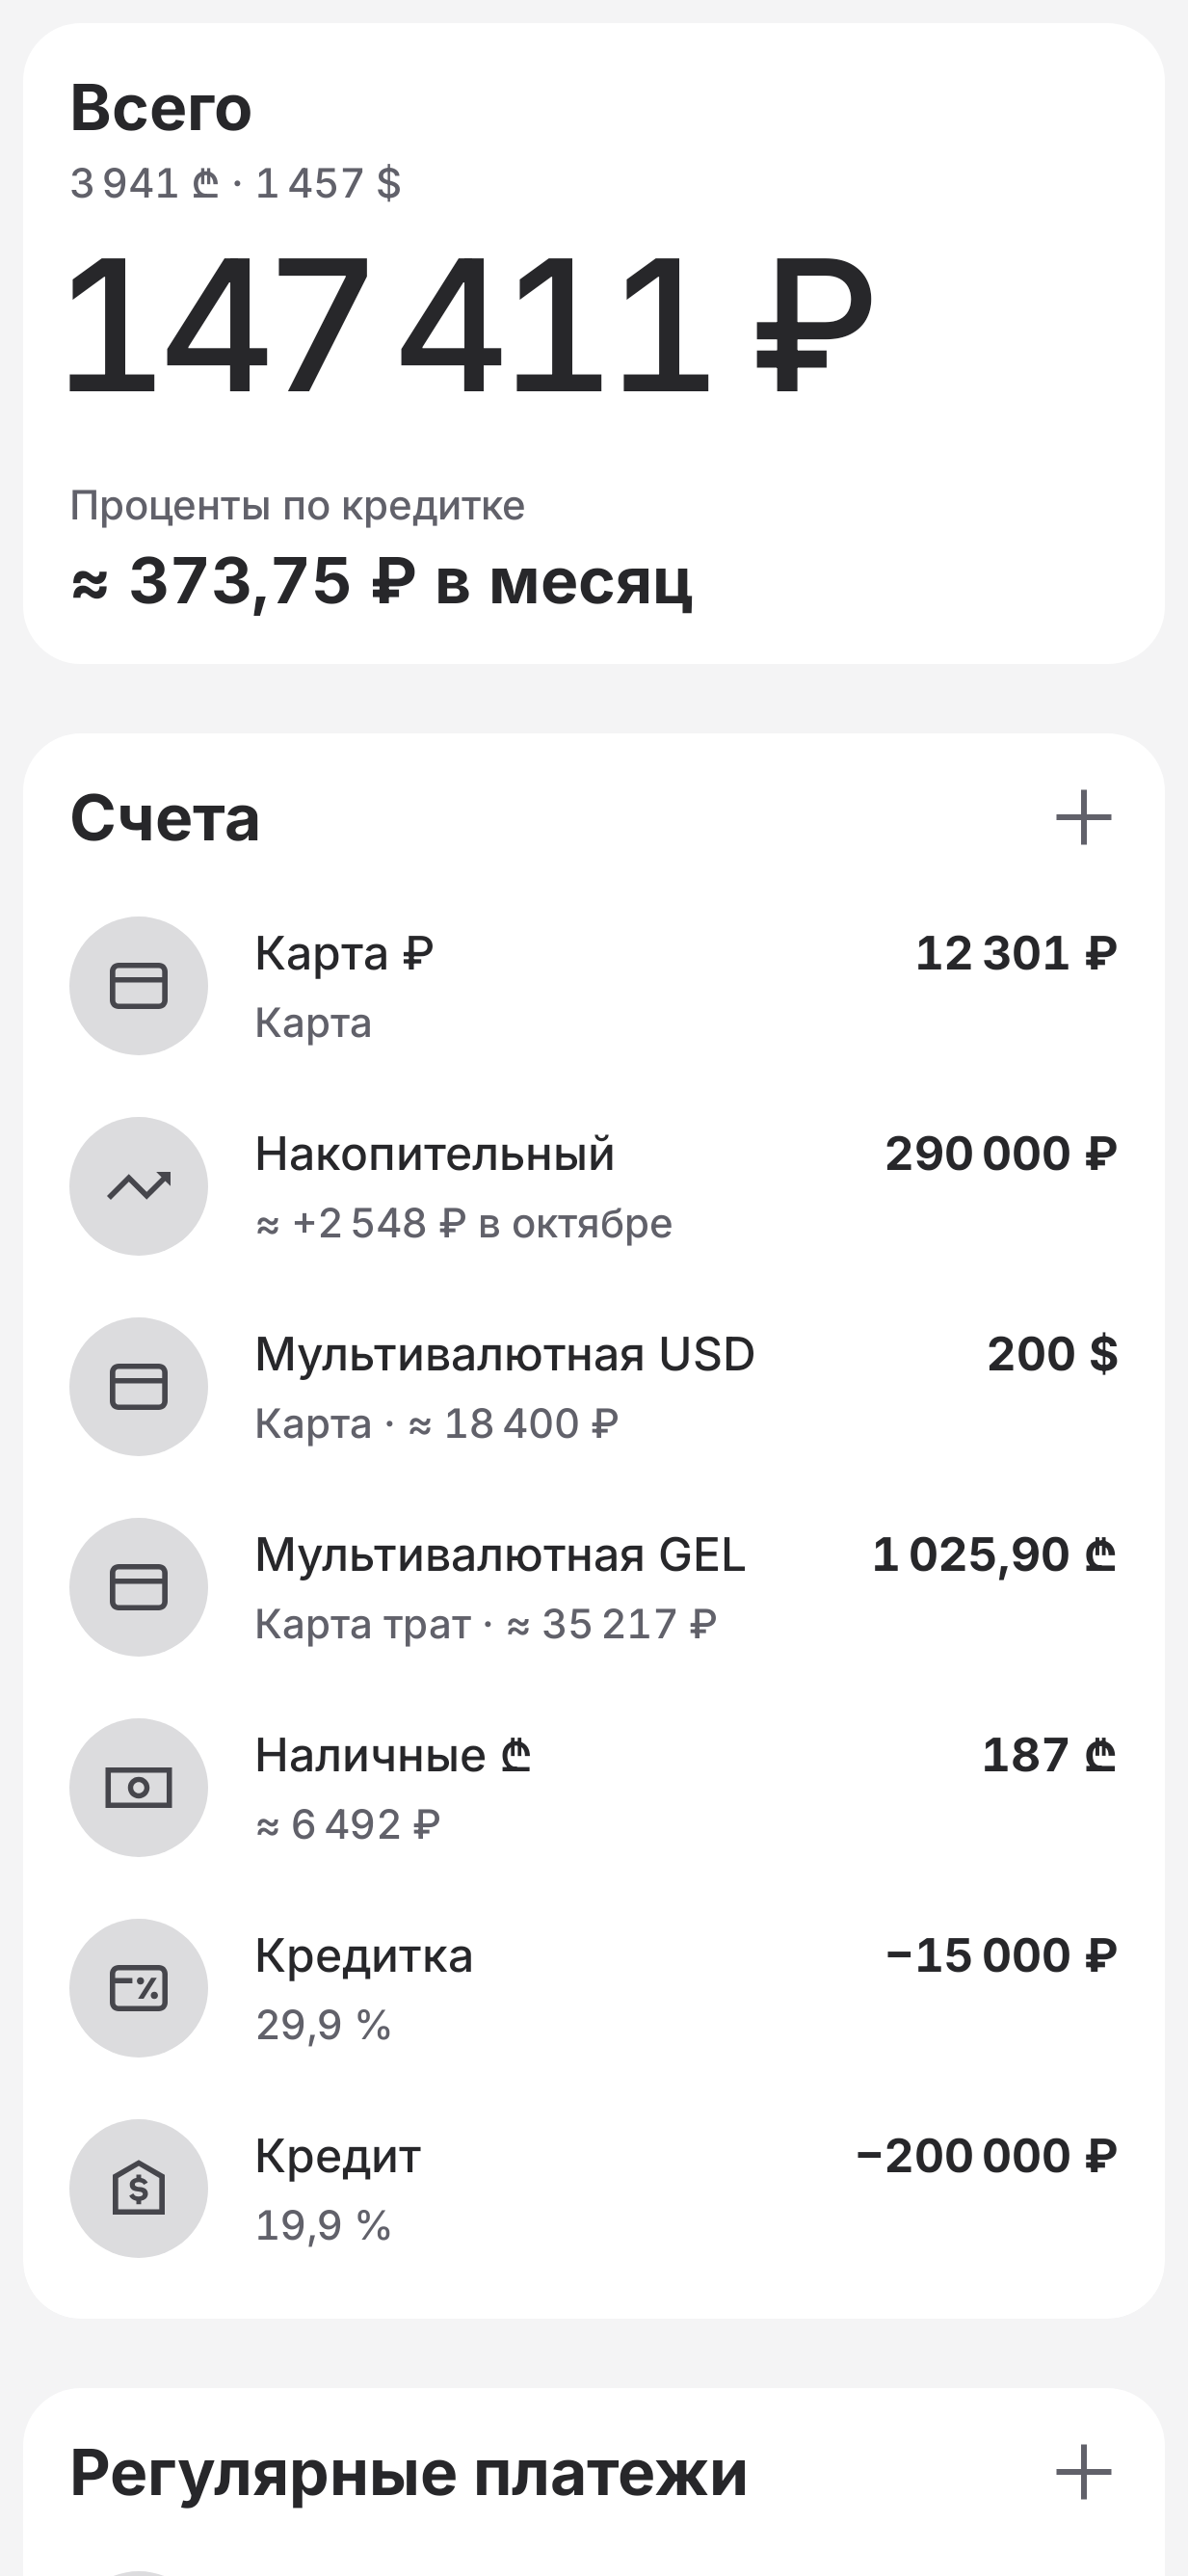 Всего
3 941 ₾ · 1 457 $
147 411 ₽
Проценты по кредитке
≈ 373,75 ₽ в месяц
Счета
Карта ₽ 12 301 ₽
Карта
Накопительный 290 000 ₽
≈ +2 548 ₽ в октябре
Мультивалютная USD 200 $
Карта · ≈ 18 400 ₽
Мультивалютная GEL 1 025,90 ₾
Карта трат · ≈ 35 217 ₽
Наличные ₾ 187 ₾
≈ 6 492 ₽
Кредитка −15 000 ₽
29,9 %
Кредит −200 000 ₽
19,9 %
Регулярные платежи